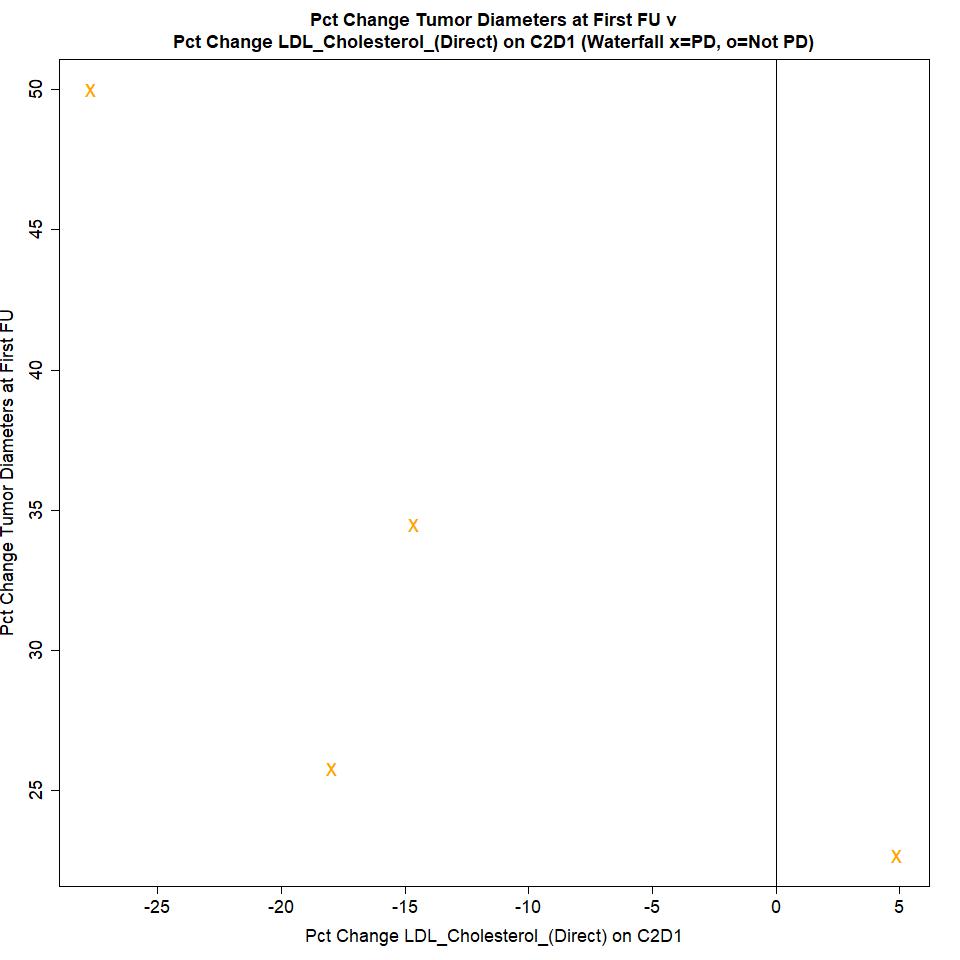 Pct Change Tumor Diameters at First FU v
Pct Change LDL_Cholesterol_(Direct) on C2D1 (Waterfall x=PD, o=Not PD)
Pct Change Tumor Diameters at First FU
50
45
40
35
30
25
X
X
X
X
-25
-20
-15
-10
-5
0
5
Pct Change LDL_Cholesterol_(Direct) on C2D1